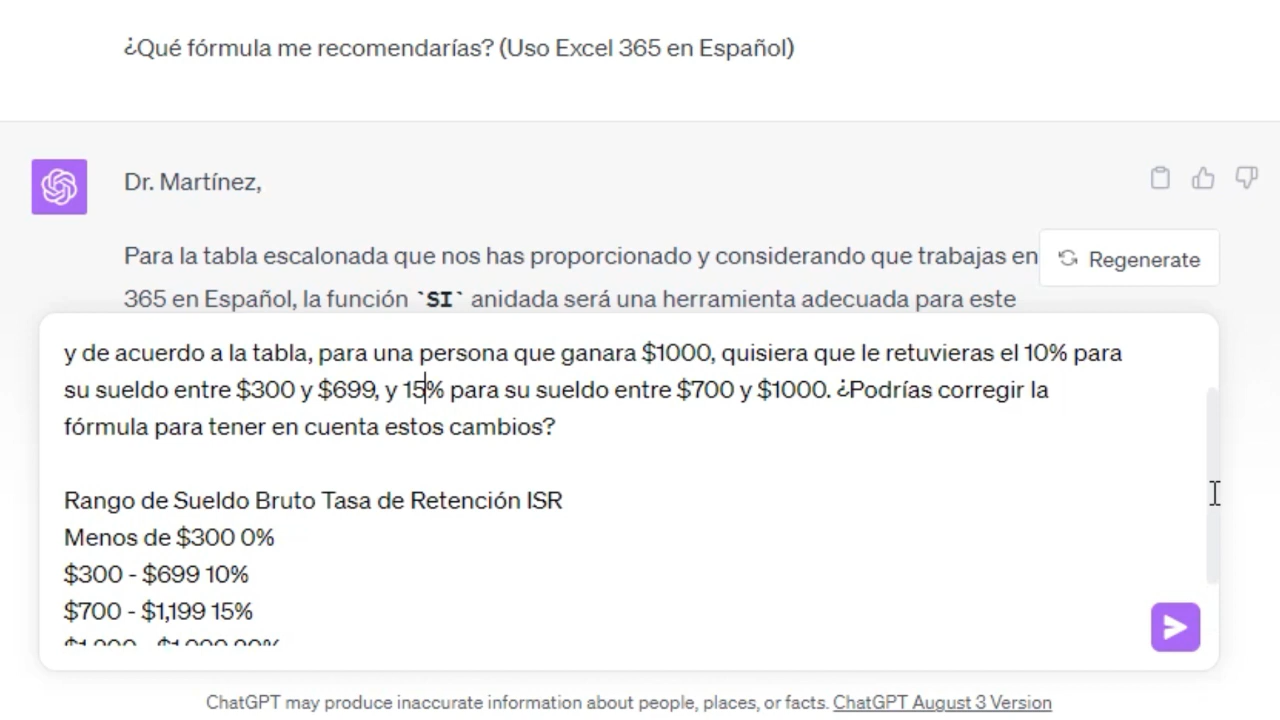 ¿Qué fórmula me recomendarías? (Uso Excel 365 en Español)
Dr. Martínez,
Para la tabla escalonada que nos has proporcionado y considerando que trabajas en
Regenerate
365 en Español, la función `SI` anidada será una herramienta adecuada para este
y de acuerdo a la tabla, para una persona que ganara $1000, quisiera que le retuvieras el 10% para
su sueldo entre $300 y $699, y 15% para su sueldo entre $700 y $1000. ¿Podrías corregir la
fórmula para tener en cuenta estos cambios?
Rango de Sueldo Bruto Tasa de Retención ISR
Menos de $300 0%
$300 - $699 10%
$700 - $1,199 15%
ChatGPT may produce inaccurate information about people, places, or facts. ChatGPT August 3 Version